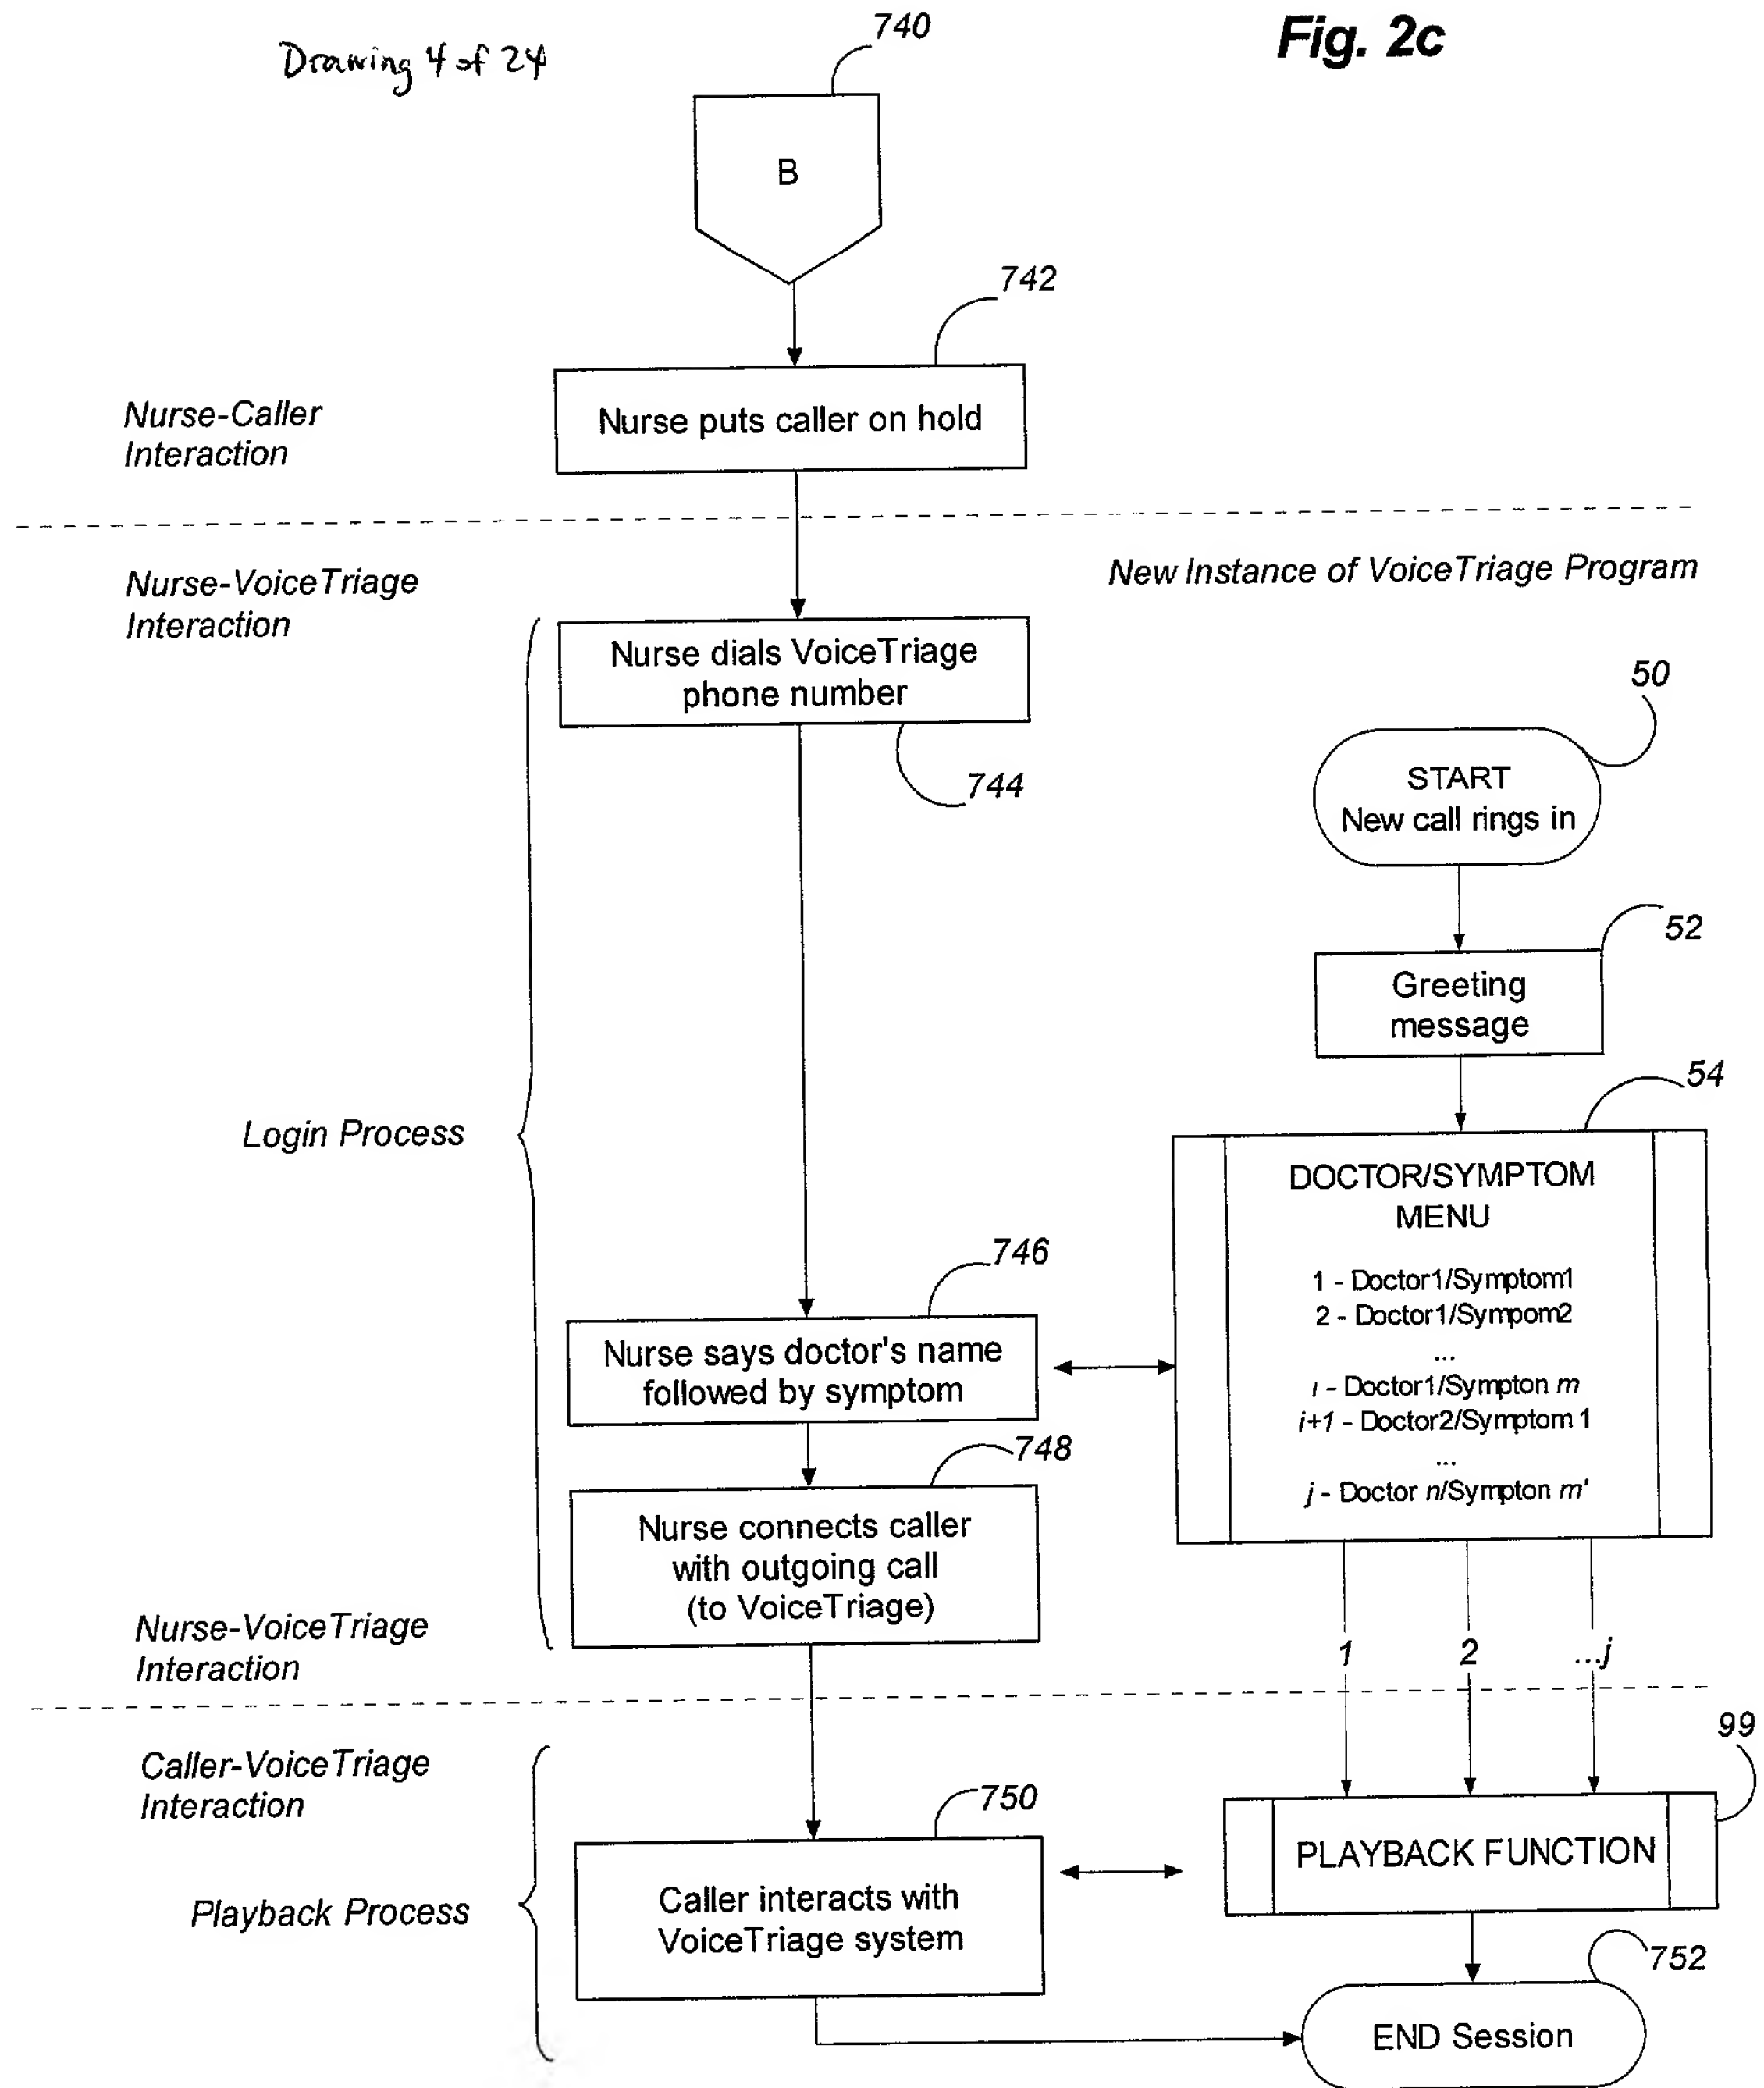 Drawing 4 of 24
740
Fig. 2c
B
742
Nurse-Caller
Interaction
Nurse puts caller on hold
Nurse-VoiceTriage
Interaction
New Instance of VoiceTriage Program
Nurse dials VoiceTriage
phone number
744
50
START
New call rings in
52
Greeting
message
54
Login Process
DOCTOR/SYMPTOM
MENU
1 - Doctor1/Symptom1
2 - Doctor1/Sympom2
...
i - Doctor1/Sympton m
i+1 - Doctor2/Symptom 1
...
j - Doctor n/Sympton m'
746
Nurse says doctor's name
followed by symptom
748
Nurse connects caller
with outgoing call
(to VoiceTriage)
Nurse-VoiceTriage
Interaction
1
2
...j
Caller-VoiceTriage
Interaction
99
750
PLAYBACK FUNCTION
Playback Process
Caller interacts with
VoiceTriage system
752
END Session